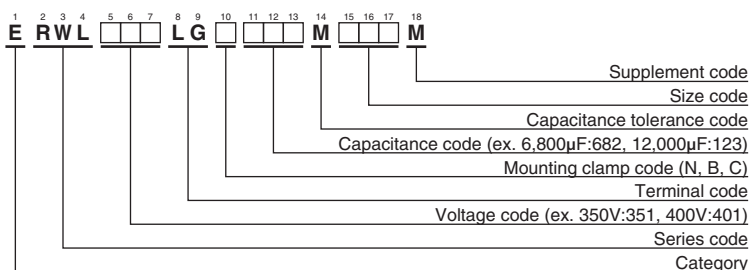 1 2 3 4 5 6 7 8 9 10 11 12 13 14 15 16 17 18
E RWL □□□ LG □ □□□ M □□□ M
Supplement code
Size code
Capacitance tolerance code
Capacitance code (ex. 6,800µF:682, 12,000µF:123)
Mounting clamp code (N, B, C)
Terminal code
Voltage code (ex. 350V:351, 400V:401)
Series code
Category